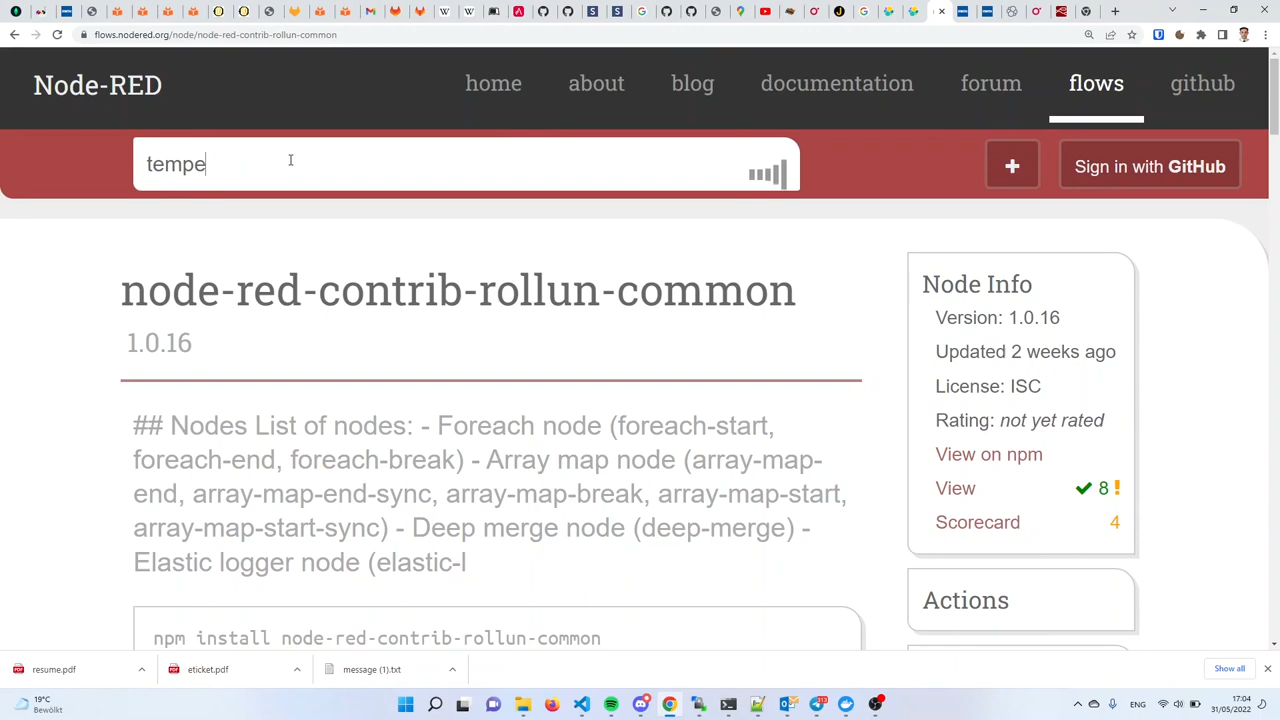 flows.nodered.org/node/node-red-contrib-rollun-common
Node-RED
home
about
blog
documentation
forum
flows
github
tempe
+
Sign in with GitHub
node-red-contrib-rollun-common
1.0.16
## Nodes List of nodes: - Foreach node (foreach-start,
foreach-end, foreach-break) - Array map node (array-map-
end, array-map-end-sync, array-map-break, array-map-start,
array-map-start-sync) - Deep merge node (deep-merge) -
Elastic logger node (elastic-l
npm install node-red-contrib-rollun-common
Node Info
Version: 1.0.16
Updated 2 weeks ago
License: ISC
Rating: not yet rated
View on npm
View 8 !
Scorecard 4
Actions
resume.pdf
eticket.pdf
message (1).txt
Show all
19°C
Bewölkt
ENG
17:04
31/05/2022